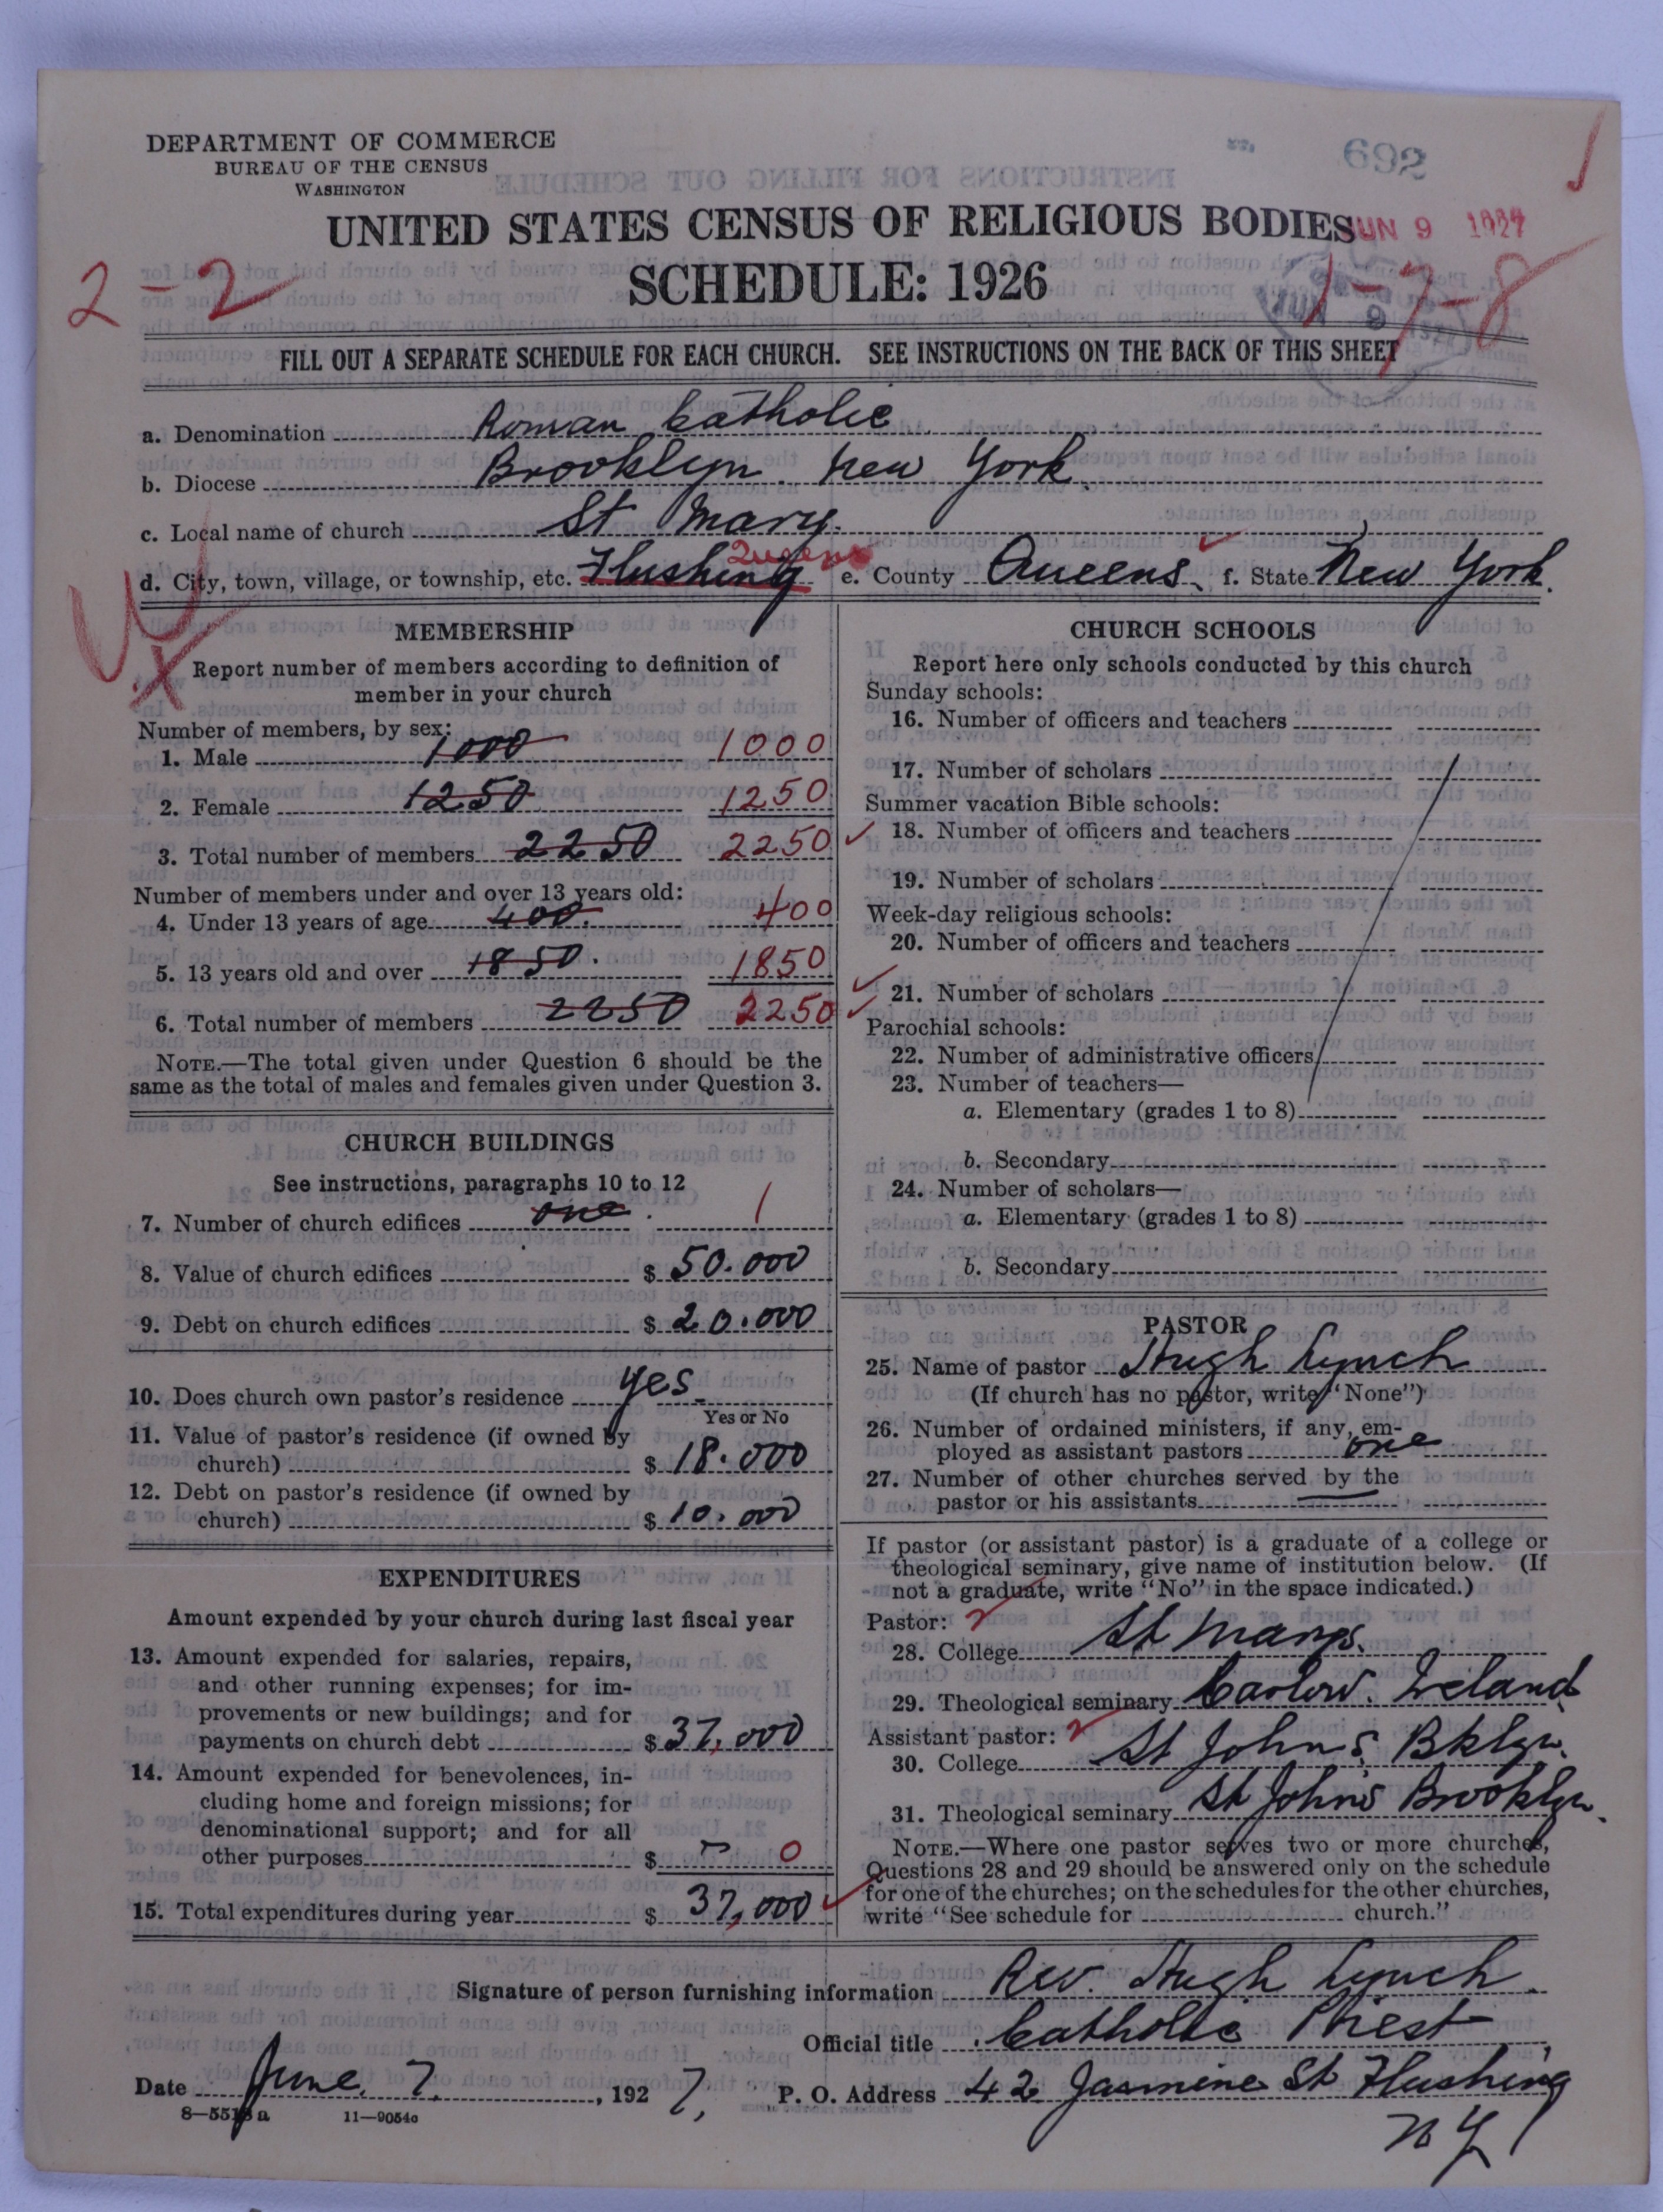 DEPARTMENT OF COMMERCE
BUREAU OF THE CENSUS
WASHINGTON
692
UNITED STATES CENSUS OF RELIGIOUS BODIES
JUN 9 1927
SCHEDULE: 1926
2-2
1-7-8
FILL OUT A SEPARATE SCHEDULE FOR EACH CHURCH. SEE INSTRUCTIONS ON THE BACK OF THIS SHEET
a. Denomination Roman Catholic
b. Diocese Brooklyn New York
c. Local name of church St Mary.
Queens
d. City, town, village, or township, etc. Flushing e. County Queens f. State New York.
MEMBERSHIP
Report number of members according to definition of
member in your church
Number of members, by sex:
1. Male 1000 1000
2. Female 1250 1250
3. Total number of members 2250 2250
Number of members under and over 13 years old:
4. Under 13 years of age 400. 400
5. 13 years old and over 1850. 1850
6. Total number of members 2250 2250
NOTE.—The total given under Question 6 should be the
same as the total of males and females given under Question 3.
CHURCH BUILDINGS
See instructions, paragraphs 10 to 12
7. Number of church edifices one. 1
8. Value of church edifices $ 50.000
9. Debt on church edifices $ 20.000
10. Does church own pastor's residence yes
Yes or No
11. Value of pastor's residence (if owned by
church) $ 18.000
12. Debt on pastor's residence (if owned by
church) $ 10.000
EXPENDITURES
Amount expended by your church during last fiscal year
13. Amount expended for salaries, repairs,
and other running expenses; for im-
provements or new buildings; and for
payments on church debt $ 37,000
14. Amount expended for benevolences, in-
cluding home and foreign missions; for
denominational support; and for all
other purposes $ 0
15. Total expenditures during year $ 37,000
CHURCH SCHOOLS
Report here only schools conducted by this church
Sunday schools:
16. Number of officers and teachers
17. Number of scholars
Summer vacation Bible schools:
18. Number of officers and teachers
19. Number of scholars
Week-day religious schools:
20. Number of officers and teachers
21. Number of scholars
Parochial schools:
22. Number of administrative officers
23. Number of teachers—
a. Elementary (grades 1 to 8)
b. Secondary
24. Number of scholars—
a. Elementary (grades 1 to 8)
b. Secondary
PASTOR
25. Name of pastor Hugh Lynch
(If church has no pastor, write "None")
26. Number of ordained ministers, if any, em-
ployed as assistant pastors one
27. Number of other churches served by the
pastor or his assistants
If pastor (or assistant pastor) is a graduate of a college or
theological seminary, give name of institution below. (If
not a graduate, write "No" in the space indicated.)
Pastor:
28. College St Marys.
29. Theological seminary Carlow. Ireland
Assistant pastor:
30. College St Johns, Bklyn.
31. Theological seminary St Johns Brooklyn.
NOTE.—Where one pastor serves two or more churches,
Questions 28 and 29 should be answered only on the schedule
for one of the churches; on the schedules for the other churches,
write "See schedule for church."
Signature of person furnishing information Rev. Hugh Lynch
Official title Catholic Priest
Date June 7, 1927. P. O. Address 42 Jasmine St Flushing
N Y
8—5518 a 11—9054a